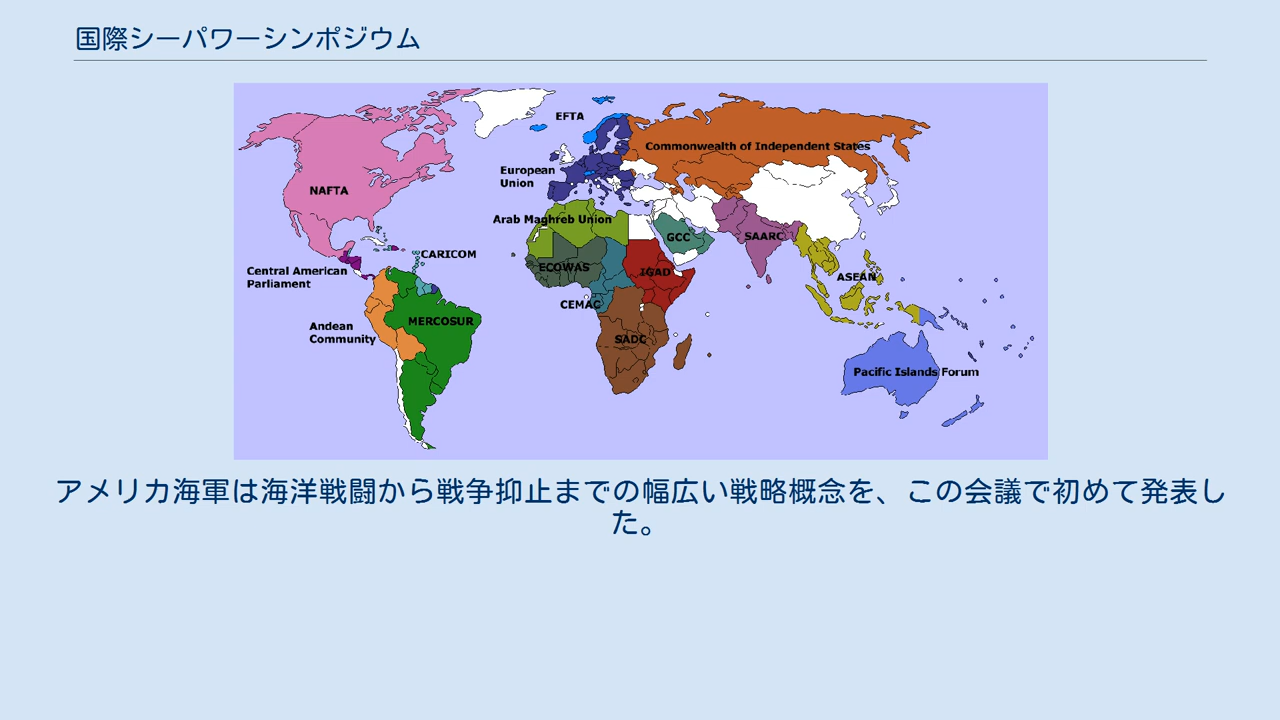 国際シーパワーシンポジウム
EFTA
Commonwealth of Independent States
European
Union
NAFTA
Arab Maghreb Union
GCC
SAARC
CARICOM
ECOWAS
IGAD
Central American
Parliament
ASEAN
CEMAC
MERCOSUR
Andean
Community
SADC
Pacific Islands Forum
アメリカ海軍は海洋戦闘から戦争抑止までの幅広い戦略概念を、この会議で初めて発表し
た。